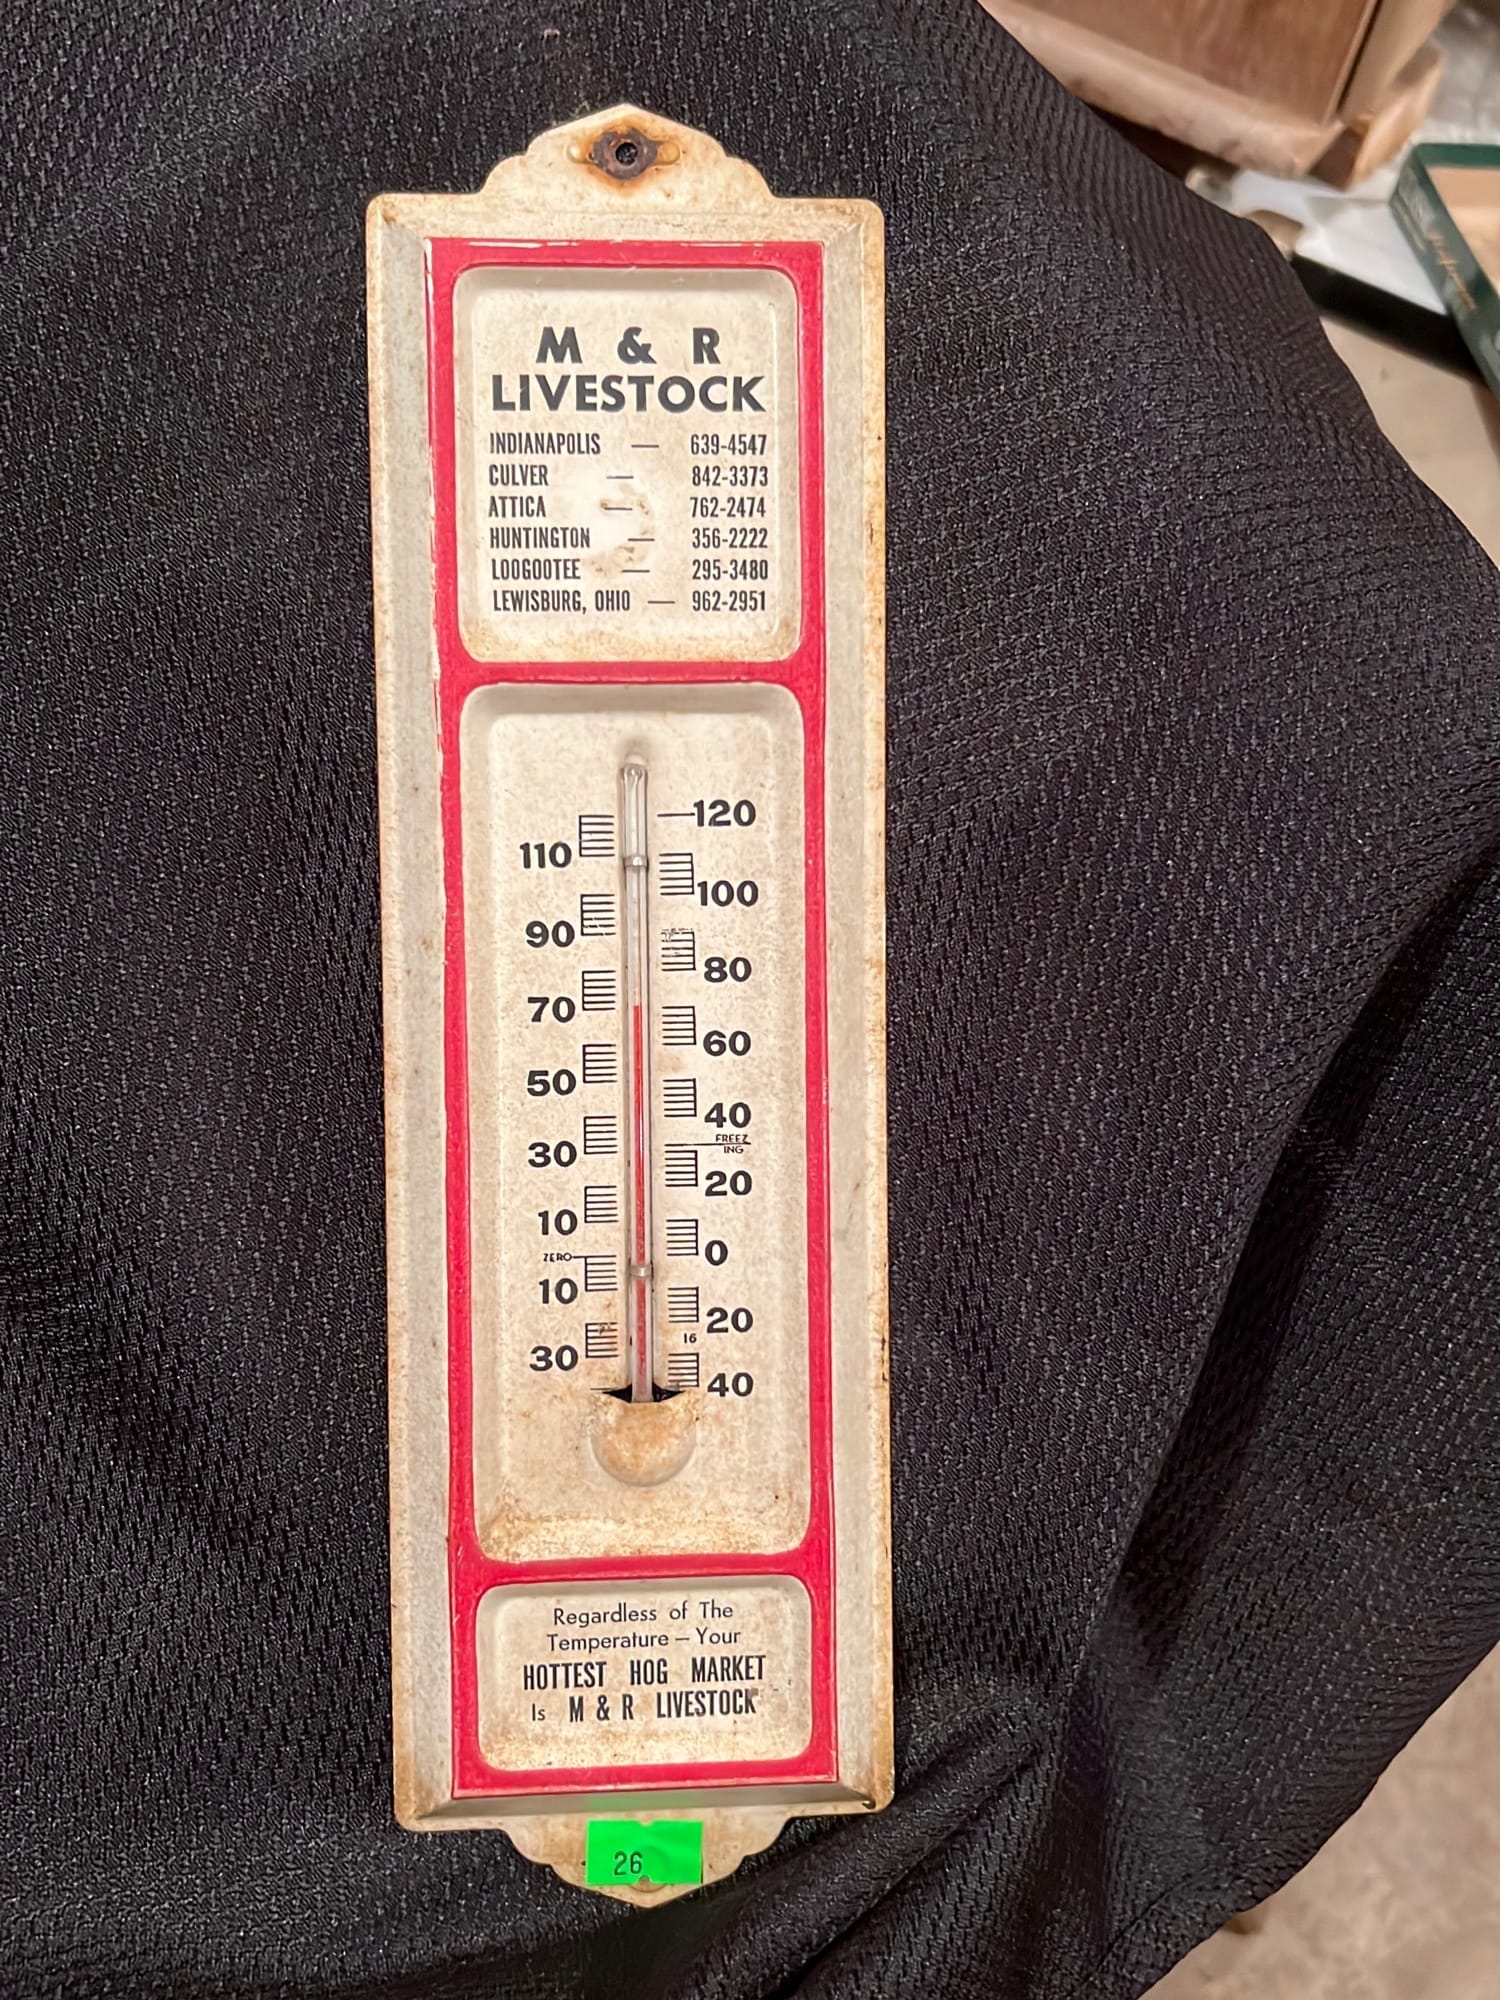 M & R
LIVESTOCK
INDIANAPOLIS — 639-4547
CULVER — 842-3373
ATTICA — 762-2474
HUNTINGTON — 356-2222
LOOGOOTEE — 295-3480
LEWISBURG, OHIO — 962-2951
120
110
100
90
80
70
60
50
40
FREEZ
ING
30
20
10
ZERO
0
10
20
16
30
40
Regardless of The
Temperature — Your
HOTTEST HOG MARKET
Is M & R LIVESTOCK
26